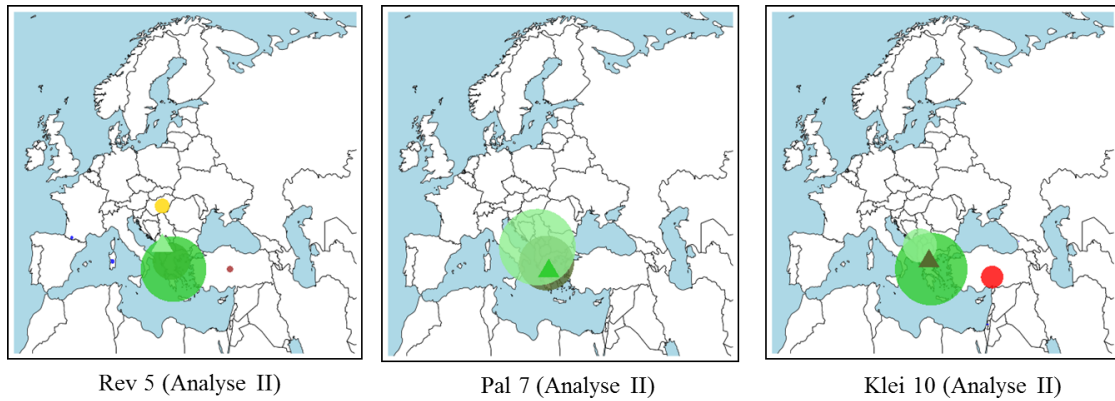 Rev 5 (Analyse II)
Pal 7 (Analyse II)
Klei 10 (Analyse II)